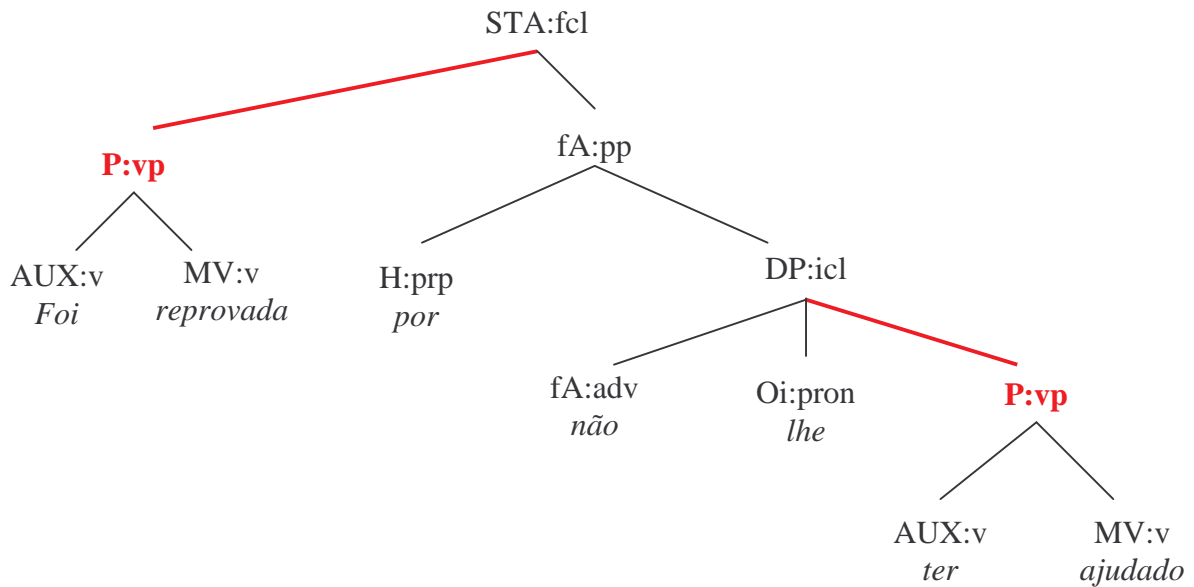 STA:fcl
P:vp
fA:pp
AUX:v
Foi
MV:v
reprovada
H:prp
por
DP:icl
fA:adv
não
Oi:pron
lhe
P:vp
AUX:v
ter
MV:v
ajudado